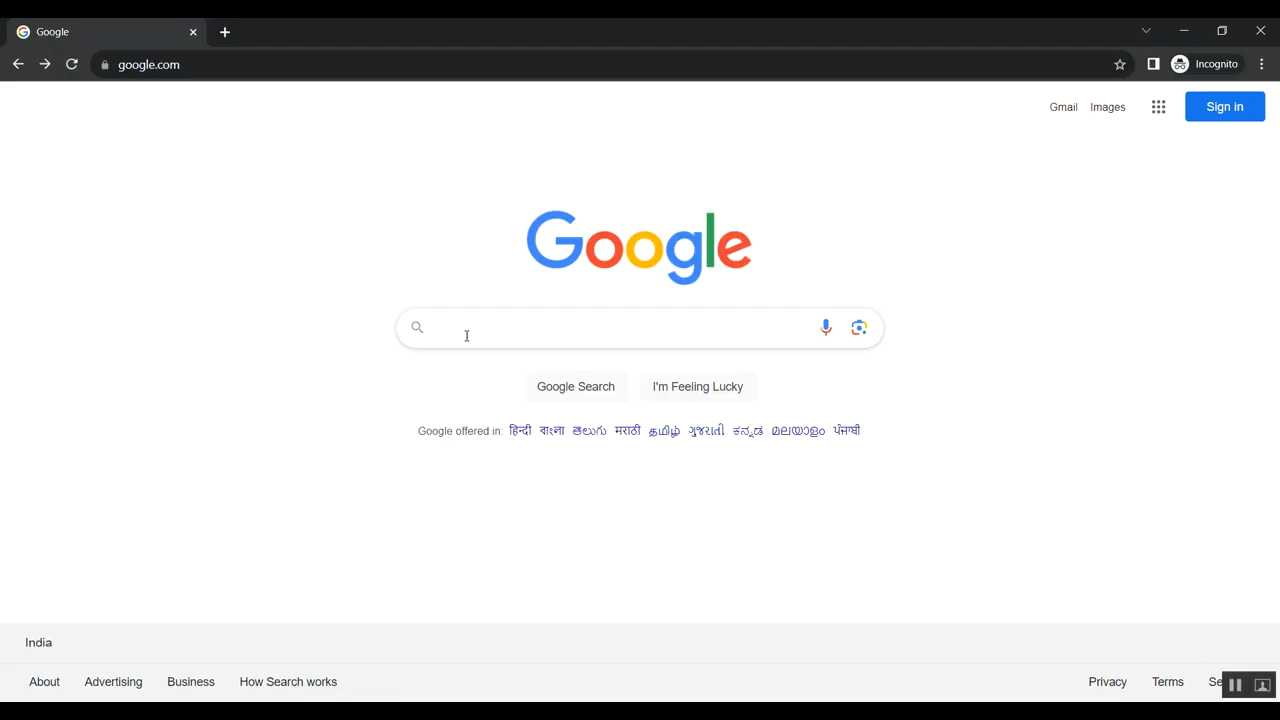 Google
google.com
Incognito
Gmail Images Sign in
Google
Google Search I'm Feeling Lucky
Google offered in: हिन्दी বাংলা తెలుగు मराठी தமிழ் ગુજરાતી ಕನ್ನಡ മലയാളം ਪੰਜਾਬੀ
India
About Advertising Business How Search works Privacy Terms